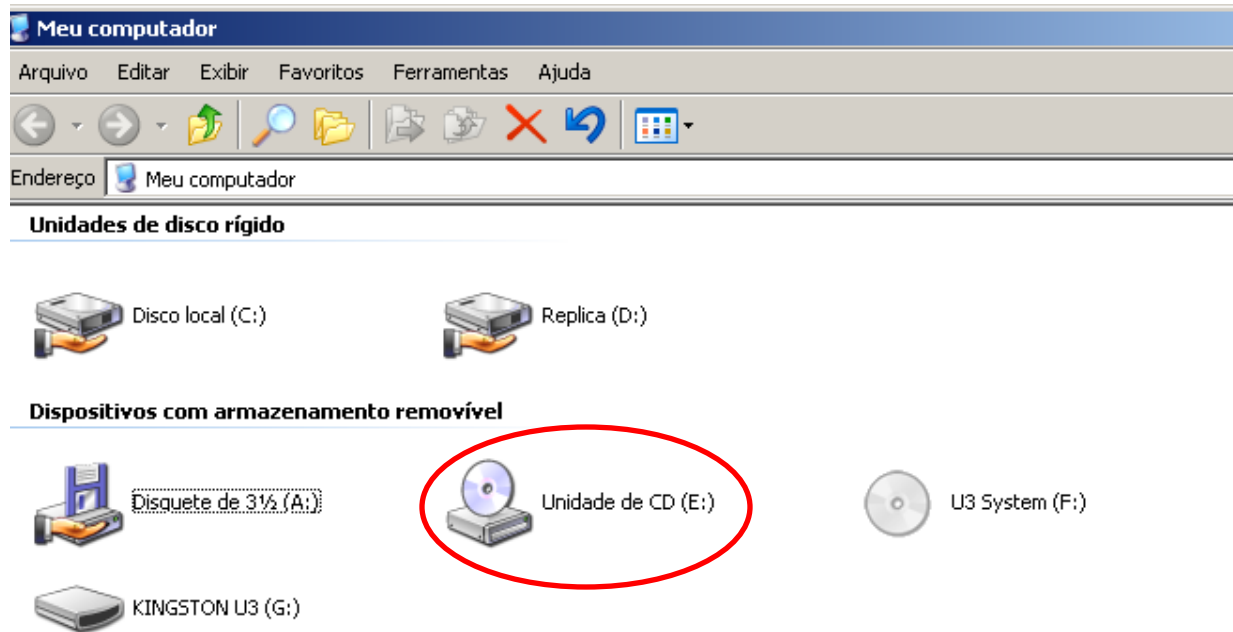 Meu computador
Arquivo Editar Exibir Favoritos Ferramentas Ajuda
Endereço Meu computador
Unidades de disco rígido
Disco local (C:) Replica (D:)
Dispositivos com armazenamento removível
Disquete de 3½ (A:) Unidade de CD (E:) U3 System (F:)
KINGSTON U3 (G:)